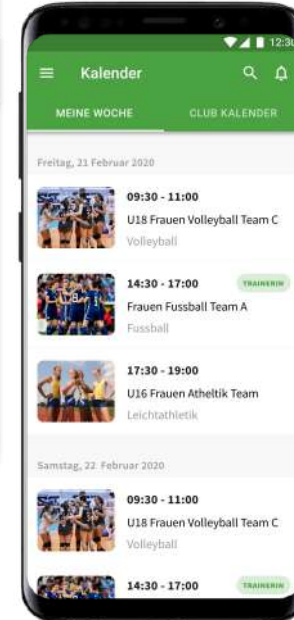 12:30
Kalender
MEINE WOCHE
CLUB KALENDER
Freitag, 21 Februar 2020
09:30 - 11:00
U18 Frauen Volleyball Team C
Volleyball
14:30 - 17:00
TRAINERIN
Frauen Fussball Team A
Fussball
17:30 - 19:00
U16 Frauen Atheltik Team
Leichtathletik
Samstag, 22 Februar 2020
09:30 - 11:00
U18 Frauen Volleyball Team C
Volleyball
14:30 - 17:00
TRAINERIN